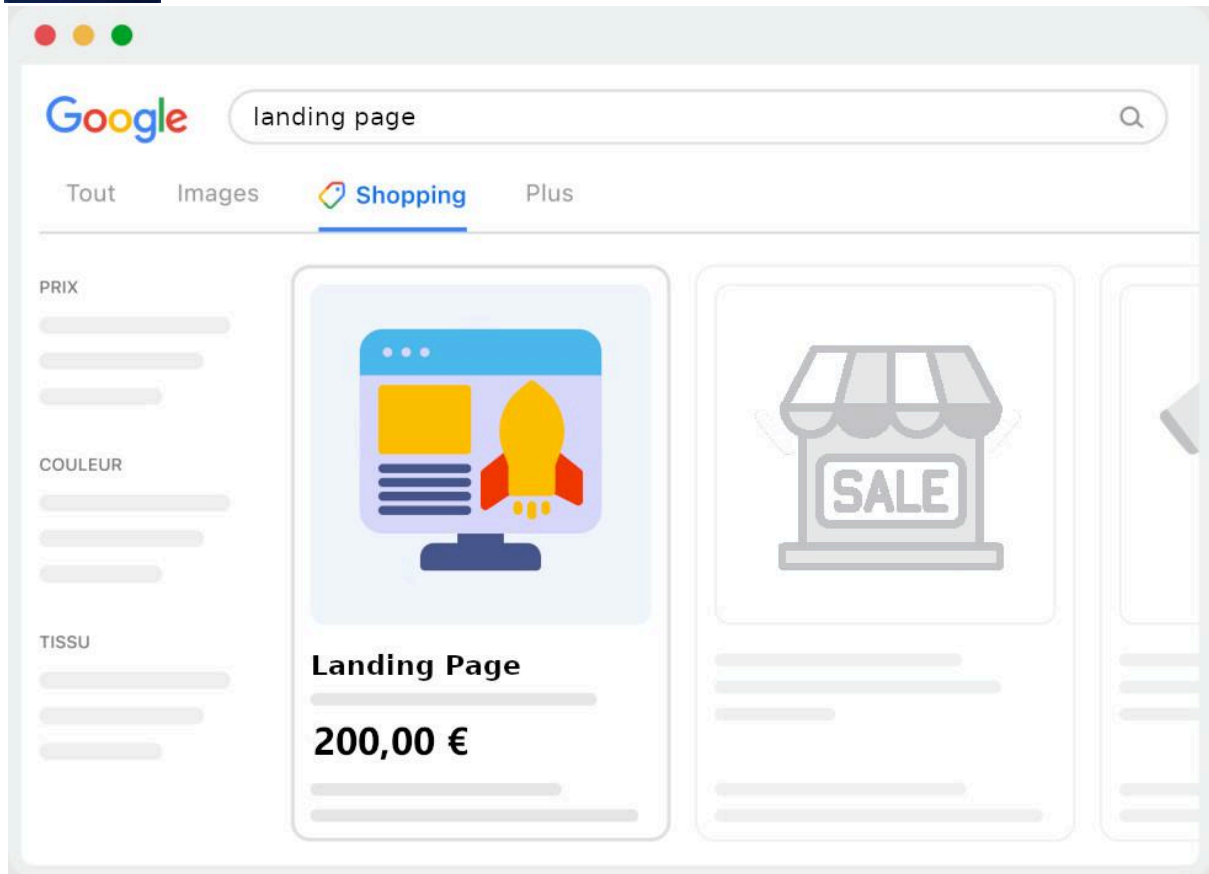 Google
landing page
Tout Images Shopping Plus
PRIX
COULEUR
TISSU
Landing Page
200,00 €
SALE